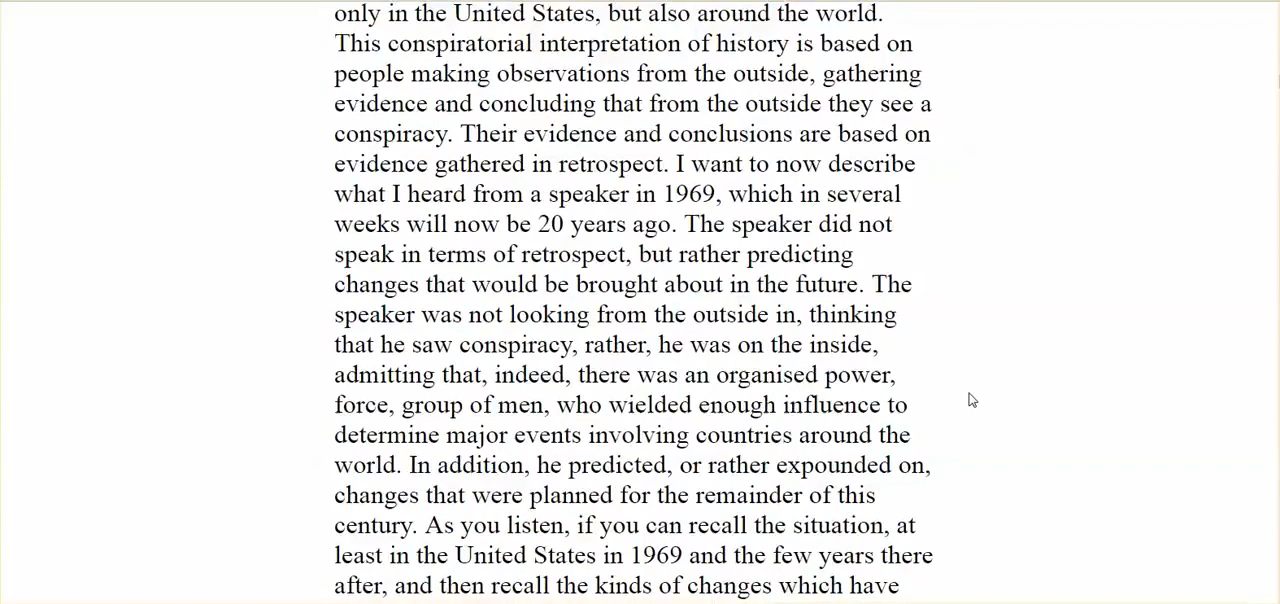 only in the United States, but also around the world.
This conspiratorial interpretation of history is based on
people making observations from the outside, gathering
evidence and concluding that from the outside they see a
conspiracy. Their evidence and conclusions are based on
evidence gathered in retrospect. I want to now describe
what I heard from a speaker in 1969, which in several
weeks will now be 20 years ago. The speaker did not
speak in terms of retrospect, but rather predicting
changes that would be brought about in the future. The
speaker was not looking from the outside in, thinking
that he saw conspiracy, rather, he was on the inside,
admitting that, indeed, there was an organised power,
force, group of men, who wielded enough influence to
determine major events involving countries around the
world. In addition, he predicted, or rather expounded on,
changes that were planned for the remainder of this
century. As you listen, if you can recall the situation, at
least in the United States in 1969 and the few years there
after, and then recall the kinds of changes which have